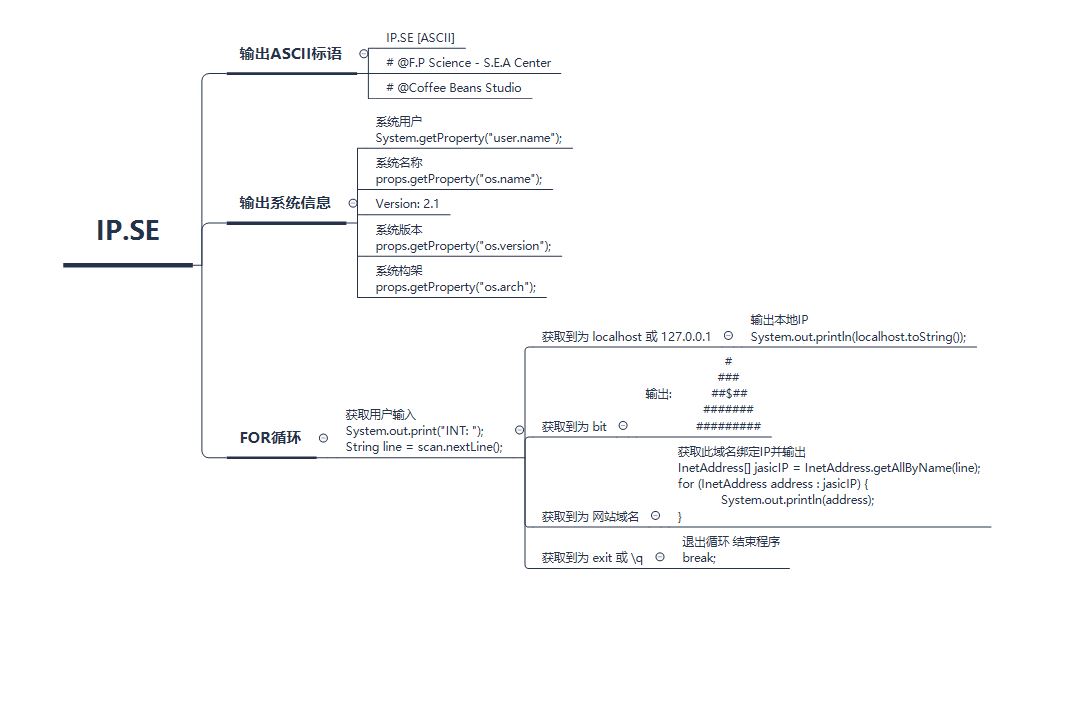 IP.SE
输出ASCII标语
IP.SE [ASCII]
# @F.P Science - S.E.A Center
# @Coffee Beans Studio
输出系统信息
系统用户
System.getProperty("user.name");
系统名称
props.getProperty("os.name");
Version: 2.1
系统版本
props.getProperty("os.version");
系统构架
props.getProperty("os.arch");
FOR循环
获取用户输入
System.out.print("INT: ");
String line = scan.nextLine();
获取到为 localhost 或 127.0.0.1
输出本地IP
System.out.println(localhost.toString());
获取到为 bit
输出:
#
###
##$##
#######
#########
获取到为 网站域名
获取此域名绑定IP并输出
InetAddress[] jasicIP = InetAddress.getAllByName(line);
for (InetAddress address : jasicIP) {
System.out.println(address);
}
获取到为 exit 或 \q
退出循环 结束程序
break;